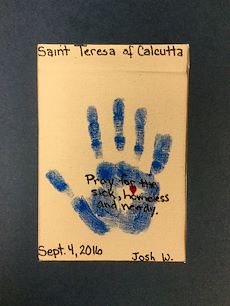 Saint Teresa of Calcutta
Pray for the
sick, homeless
and needy.
Sept. 4, 2016
Josh W.